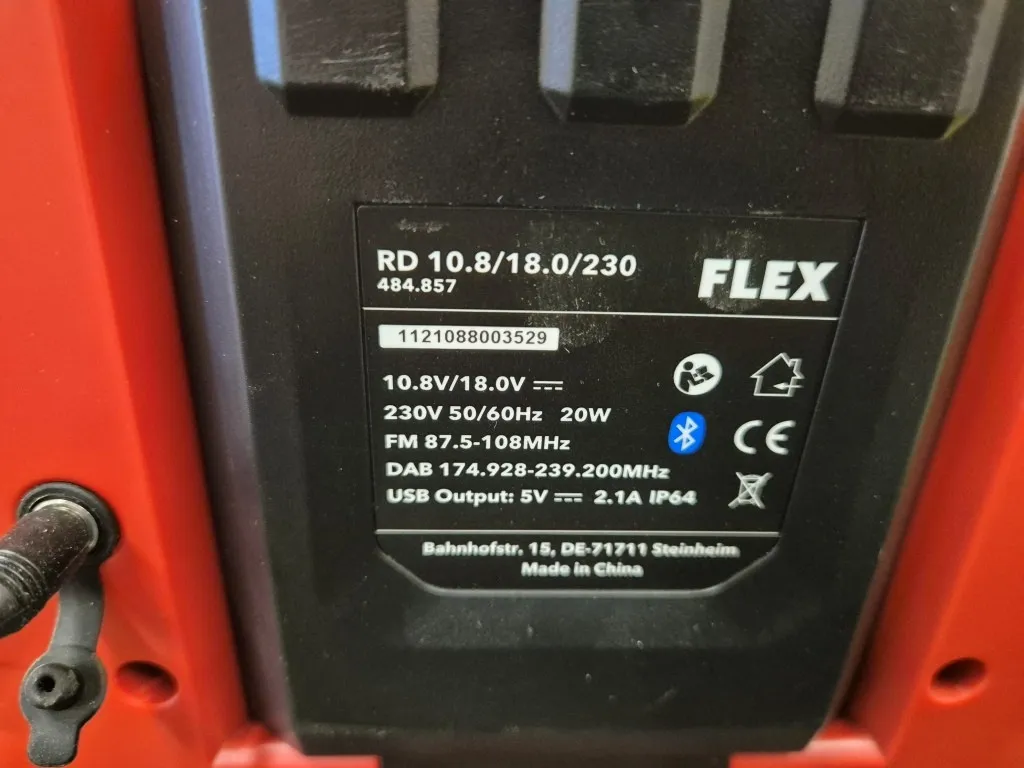 RD 10.8/18.0/230
484.857
FLEX
1121088003529
10.8V/18.0V
230V 50/60Hz 20W
FM 87.5-108MHz
DAB 174.928-239.200MHz
USB Output: 5V 2.1A IP64
CE
Bahnhofstr. 15, DE-71711 Steinheim
Made in China